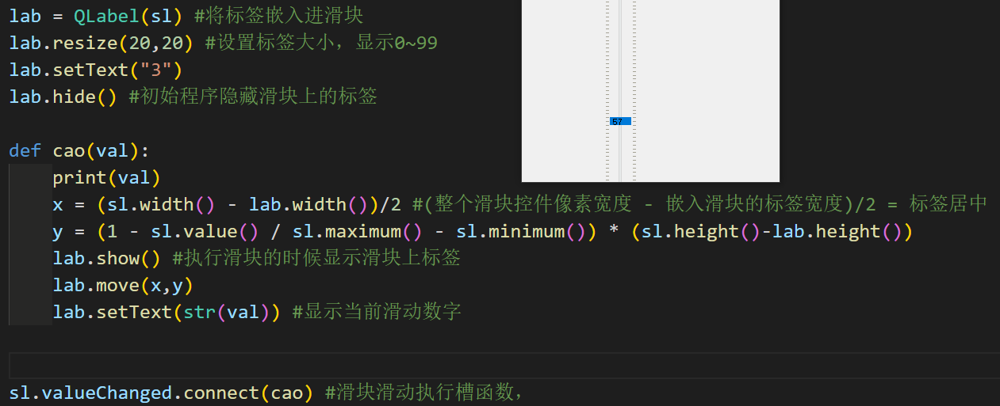 lab = QLabel(sl) #将标签嵌入进滑块
lab.resize(20,20) #设置标签大小，显示0~99
lab.setText("3")
lab.hide() #初始程序隐藏滑块上的标签
57
def cao(val):
print(val)
x = (sl.width() - lab.width())/2 #(整个滑块控件像素宽度 - 嵌入滑块的标签宽度)/2 = 标签居中
y = (1 - sl.value() / sl.maximum() - sl.minimum()) * (sl.height()-lab.height())
lab.show() #执行滑块的时候显示滑块上标签
lab.move(x,y)
lab.setText(str(val)) #显示当前滑动数字
sl.valueChanged.connect(cao) #滑块滑动执行槽函数，